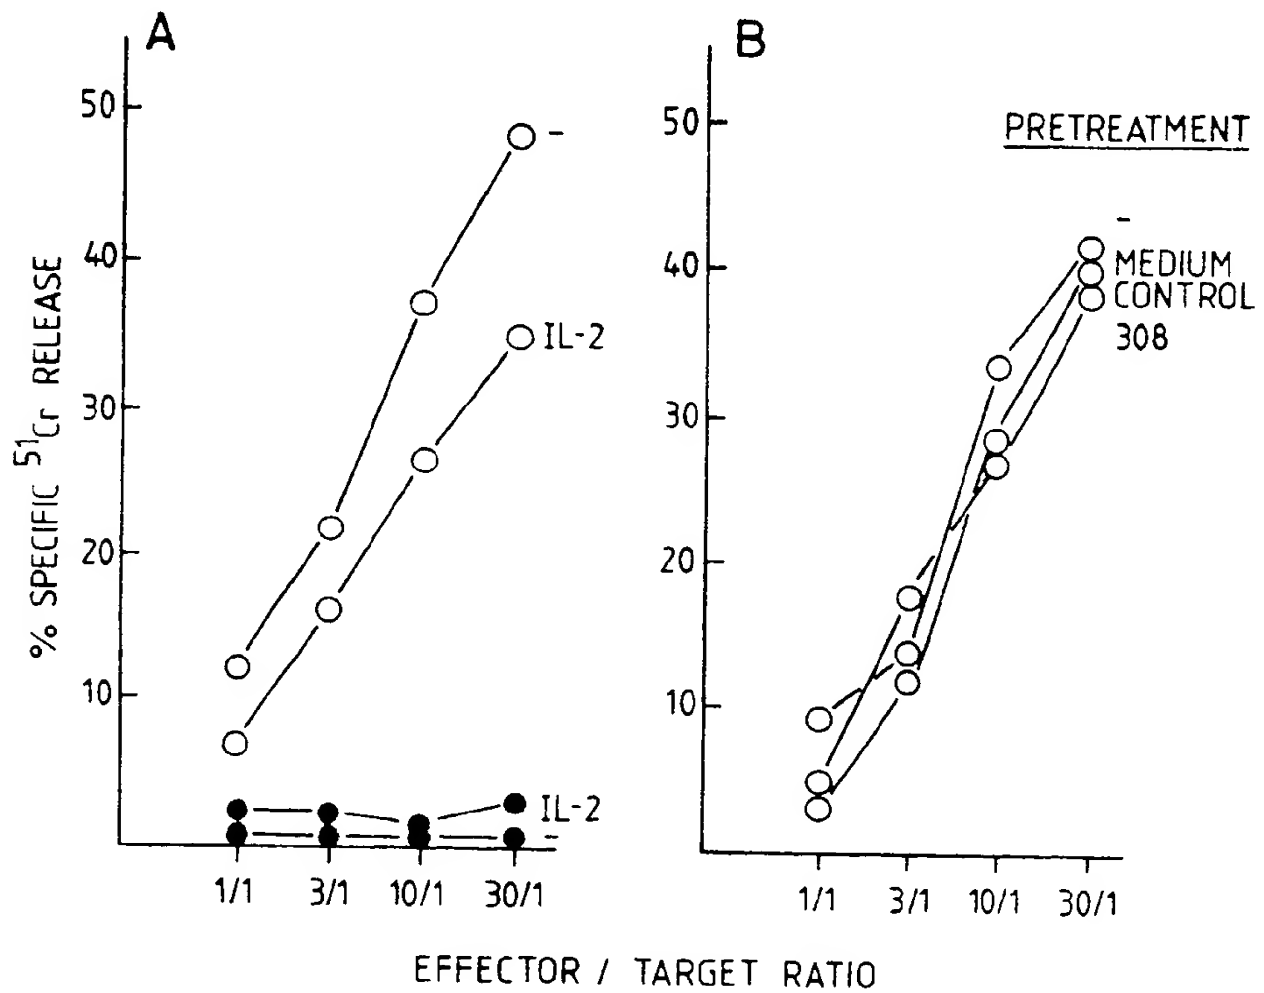 A
50
40
30
20
10
% SPECIFIC ⁵¹Cr RELEASE
–
IL-2
IL-2
–
1/1 3/1 10/1 30/1
B
50
40
30
20
10
PRETREATMENT
–
MEDIUM
CONTROL
308
1/1 3/1 10/1 30/1
EFFECTOR / TARGET RATIO